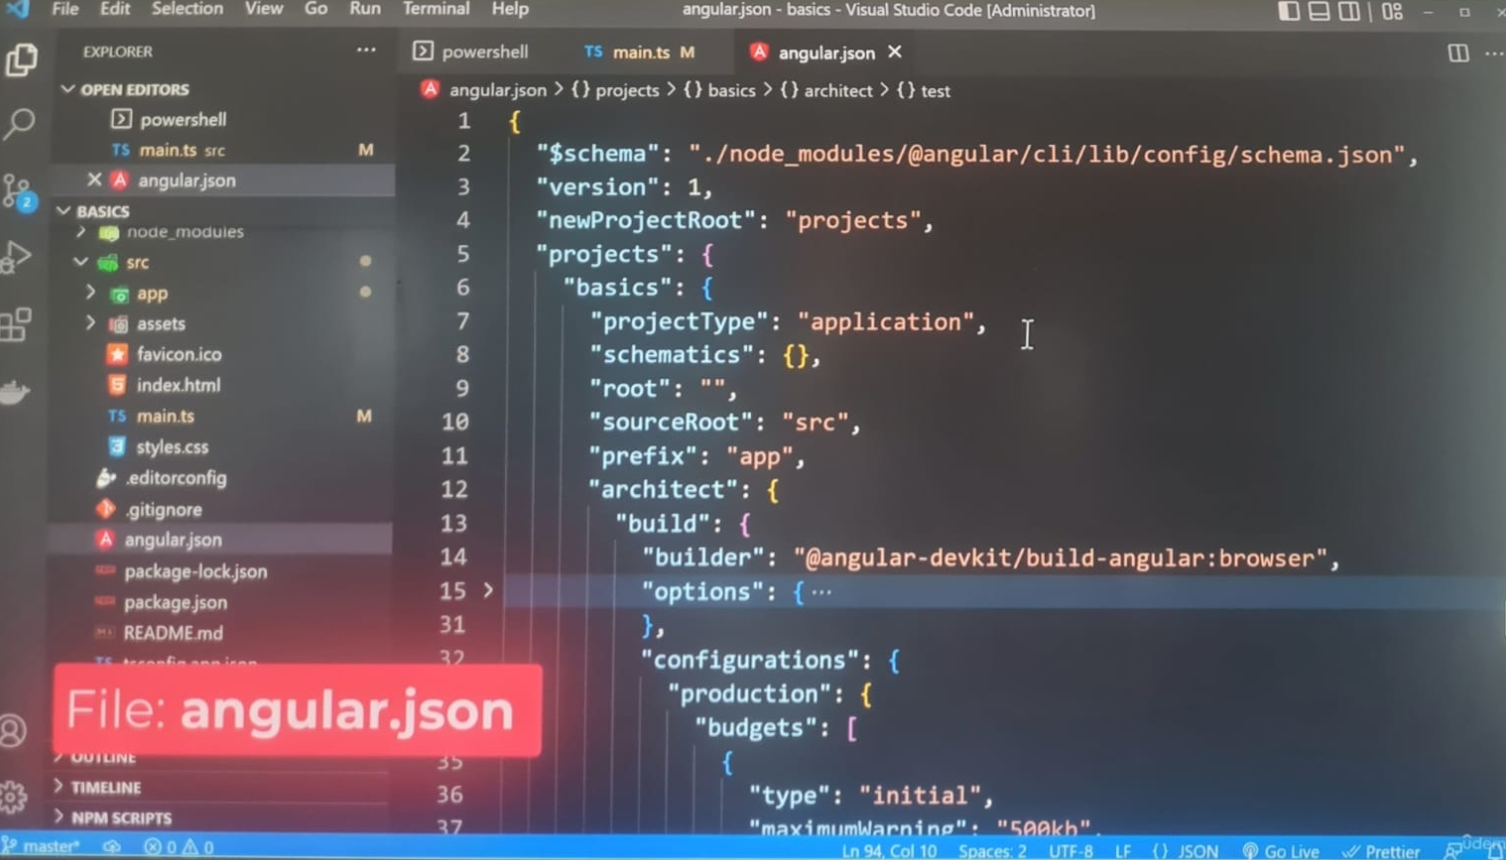 File Edit Selection View Go Run Terminal Help
angular.json - basics - Visual Studio Code [Administrator]
EXPLORER ...
OPEN EDITORS
powershell
TS main.ts src M
angular.json
2
BASICS
node_modules
src
app
assets
favicon.ico
index.html
TS main.ts M
styles.css
.editorconfig
.gitignore
angular.json
package-lock.json
package.json
README.md
File: angular.json
OUTLINE
TIMELINE
NPM SCRIPTS
powershell TS main.ts M angular.json
angular.json > {} projects > {} basics > {} architect > {} test
1 {
2 "$schema": "./node_modules/@angular/cli/lib/config/schema.json",
3 "version": 1,
4 "newProjectRoot": "projects",
5 "projects": {
6 "basics": {
7 "projectType": "application",
8 "schematics": {},
9 "root": "",
10 "sourceRoot": "src",
11 "prefix": "app",
12 "architect": {
13 "build": {
14 "builder": "@angular-devkit/build-angular:browser",
15 > "options": { ...
31 },
32 "configurations": {
"production": {
"budgets": [
35 {
36 "type": "initial",
37 "maximumWarning": "500kb",
master* 0 0 Ln 94, Col 10 Spaces: 2 UTF-8 LF {} JSON Go Live Prettier